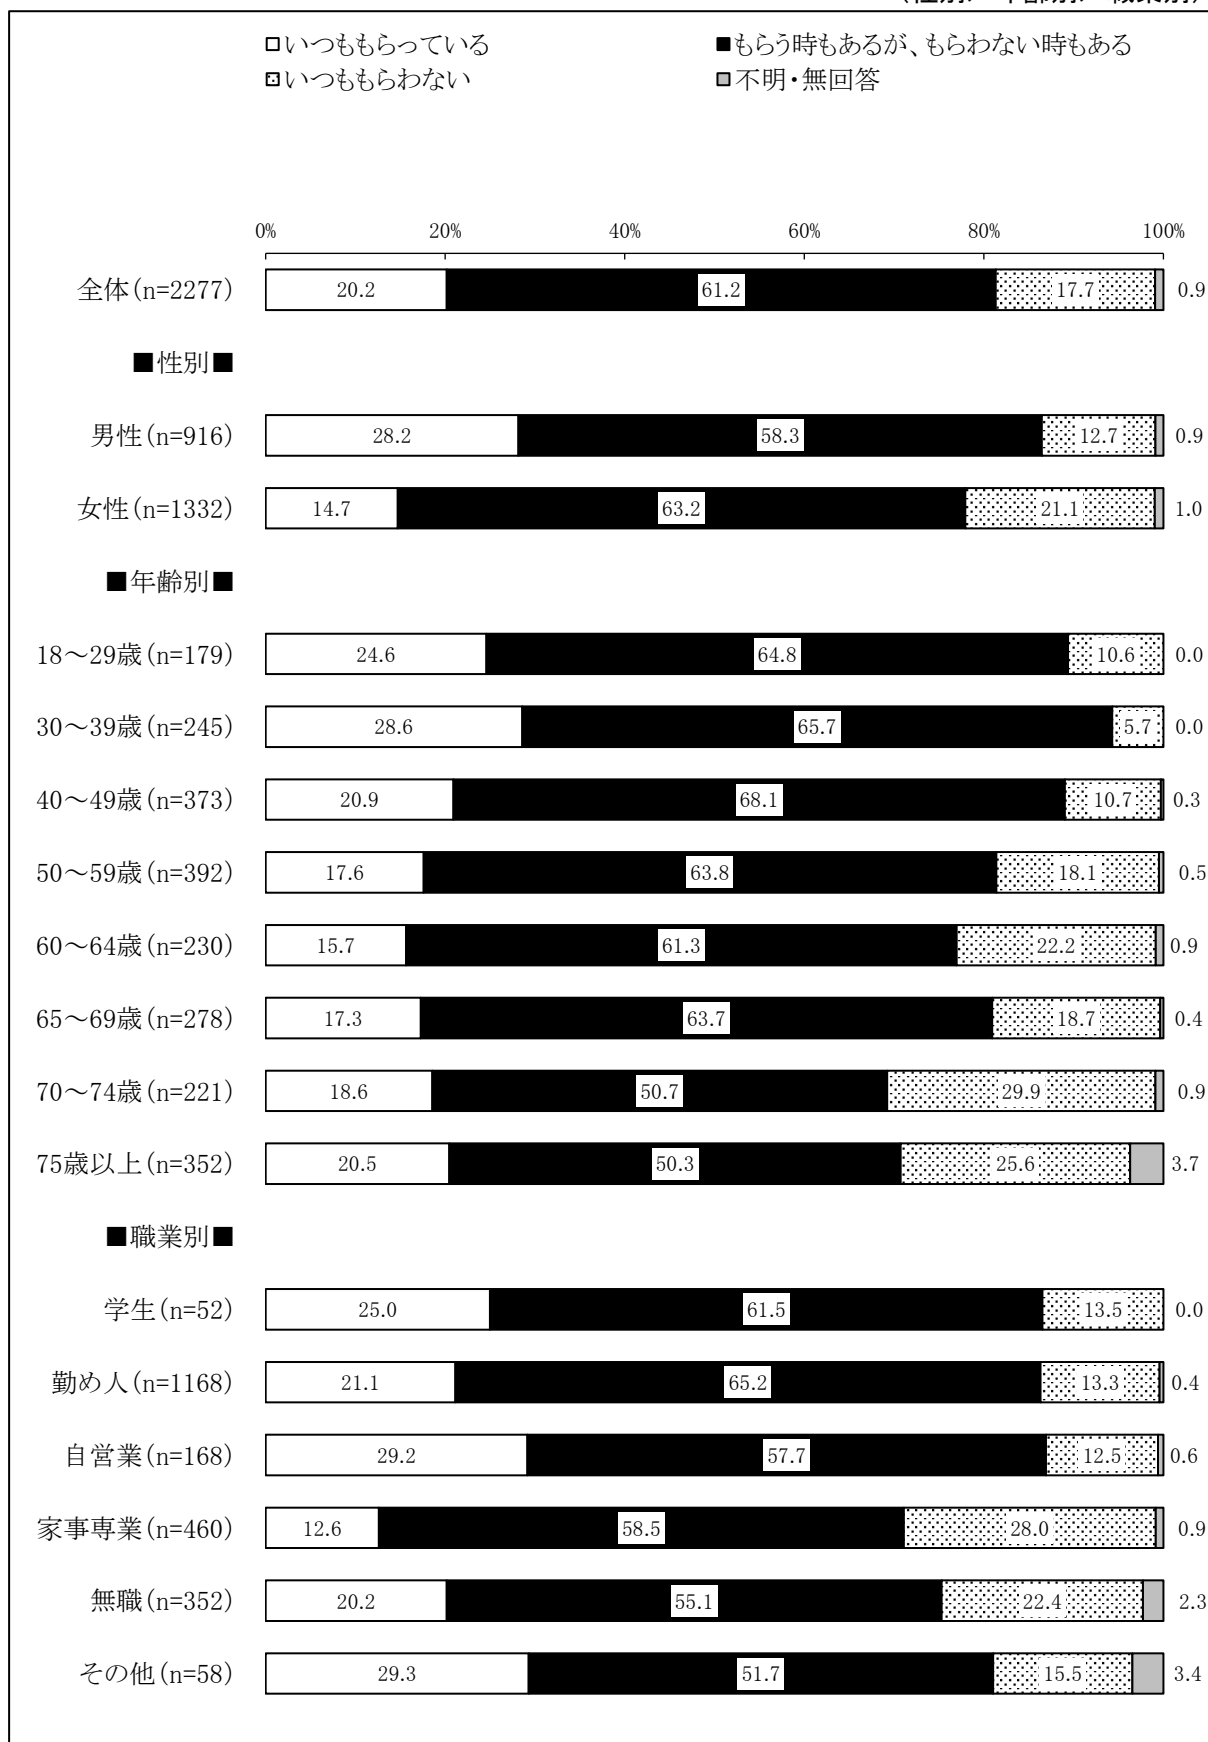 (性別、年齢別、職業別)
□いつももらっている ■もらう時もあるが、もらわない時もある
いつももらわない 不明・無回答
0% 20% 40% 60% 80% 100%
全体(n=2277) 20.2 61.2 17.7 0.9
■性別■
男性(n=916) 28.2 58.3 12.7 0.9
女性(n=1332) 14.7 63.2 21.1 1.0
■年齢別■
18～29歳(n=179) 24.6 64.8 10.6 0.0
30～39歳(n=245) 28.6 65.7 5.7 0.0
40～49歳(n=373) 20.9 68.1 10.7 0.3
50～59歳(n=392) 17.6 63.8 18.1 0.5
60～64歳(n=230) 15.7 61.3 22.2 0.9
65～69歳(n=278) 17.3 63.7 18.7 0.4
70～74歳(n=221) 18.6 50.7 29.9 0.9
75歳以上(n=352) 20.5 50.3 25.6 3.7
■職業別■
学生(n=52) 25.0 61.5 13.5 0.0
勤め人(n=1168) 21.1 65.2 13.3 0.4
自営業(n=168) 29.2 57.7 12.5 0.6
家事専業(n=460) 12.6 58.5 28.0 0.9
無職(n=352) 20.2 55.1 22.4 2.3
その他(n=58) 29.3 51.7 15.5 3.4